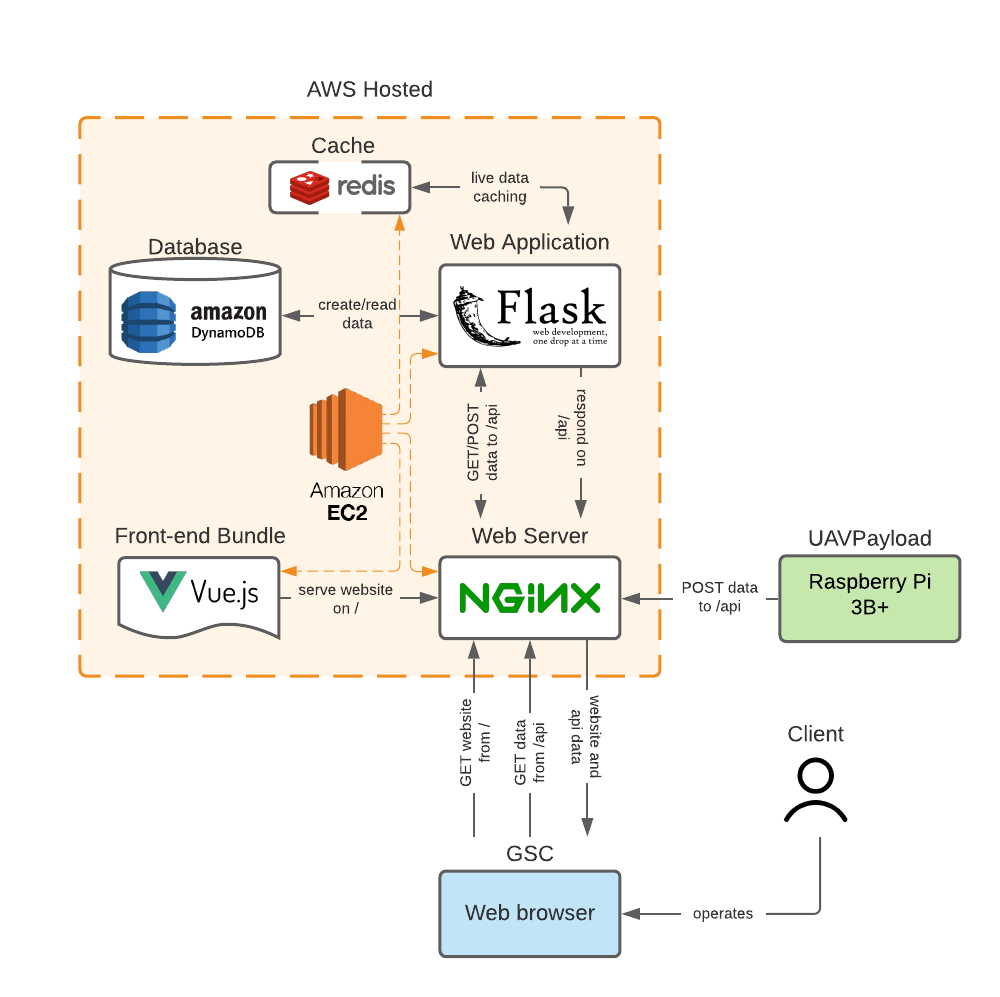 AWS Hosted
Cache
redis
live data
caching
Web Application
Database
Flask
web development,
one drop at a time
amazon
DynamoDB
create/read
data
GET/POST
data to /api
respond on
/api
Amazon
EC2
Front-end Bundle
Vue.js
serve website
on /
Web Server
NGiNX
POST data
to /api
UAVPayload
Raspberry Pi
3B+
GET website
from /
GET data
from /api
website and
api data
Client
GSC
Web browser
operates